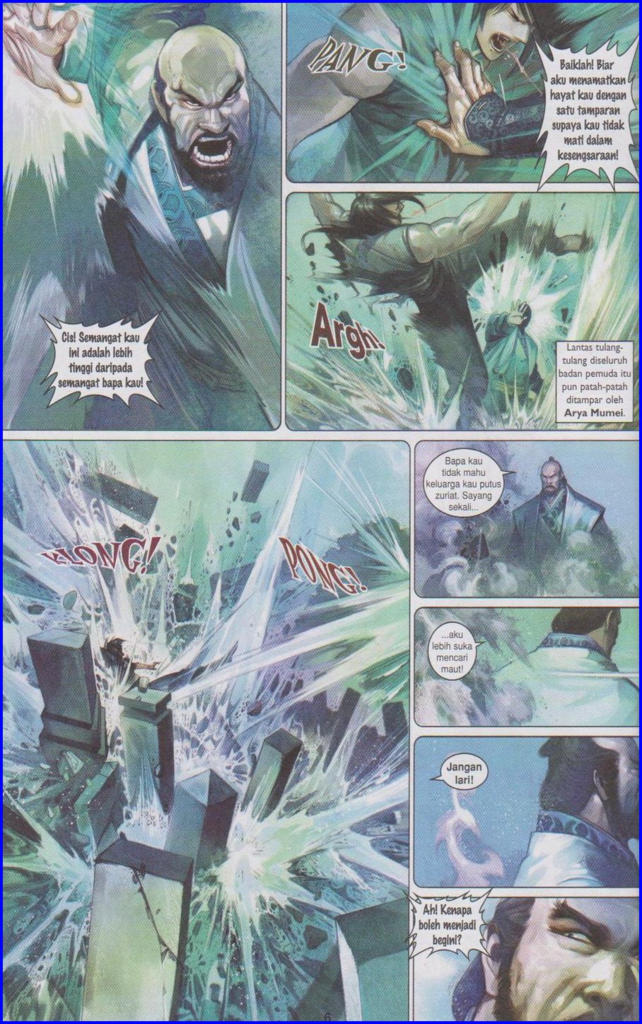 Cis! Semangat kau
ini adalah lebih
tinggi daripada
semangat bapa kau!
PANG!
Baiklah! Biar
aku menamatkan
hayat kau dengan
satu tamparan
supaya kau tidak
mati dalam
kesengsaraan!
Argh!
Lantas tulang-
tulang diseluruh
badan pemuda itu
pun patah-patah
ditampar oleh
Arya Mumei.
KLONG!
PONG!
Bapa kau
tidak mahu
keluarga kau putus
zuriat. Sayang
sekali...
...aku
lebih suka
mencari
maut!
Jangan
lari!
Ah! Kenapa
boleh menjadi
begini?
6